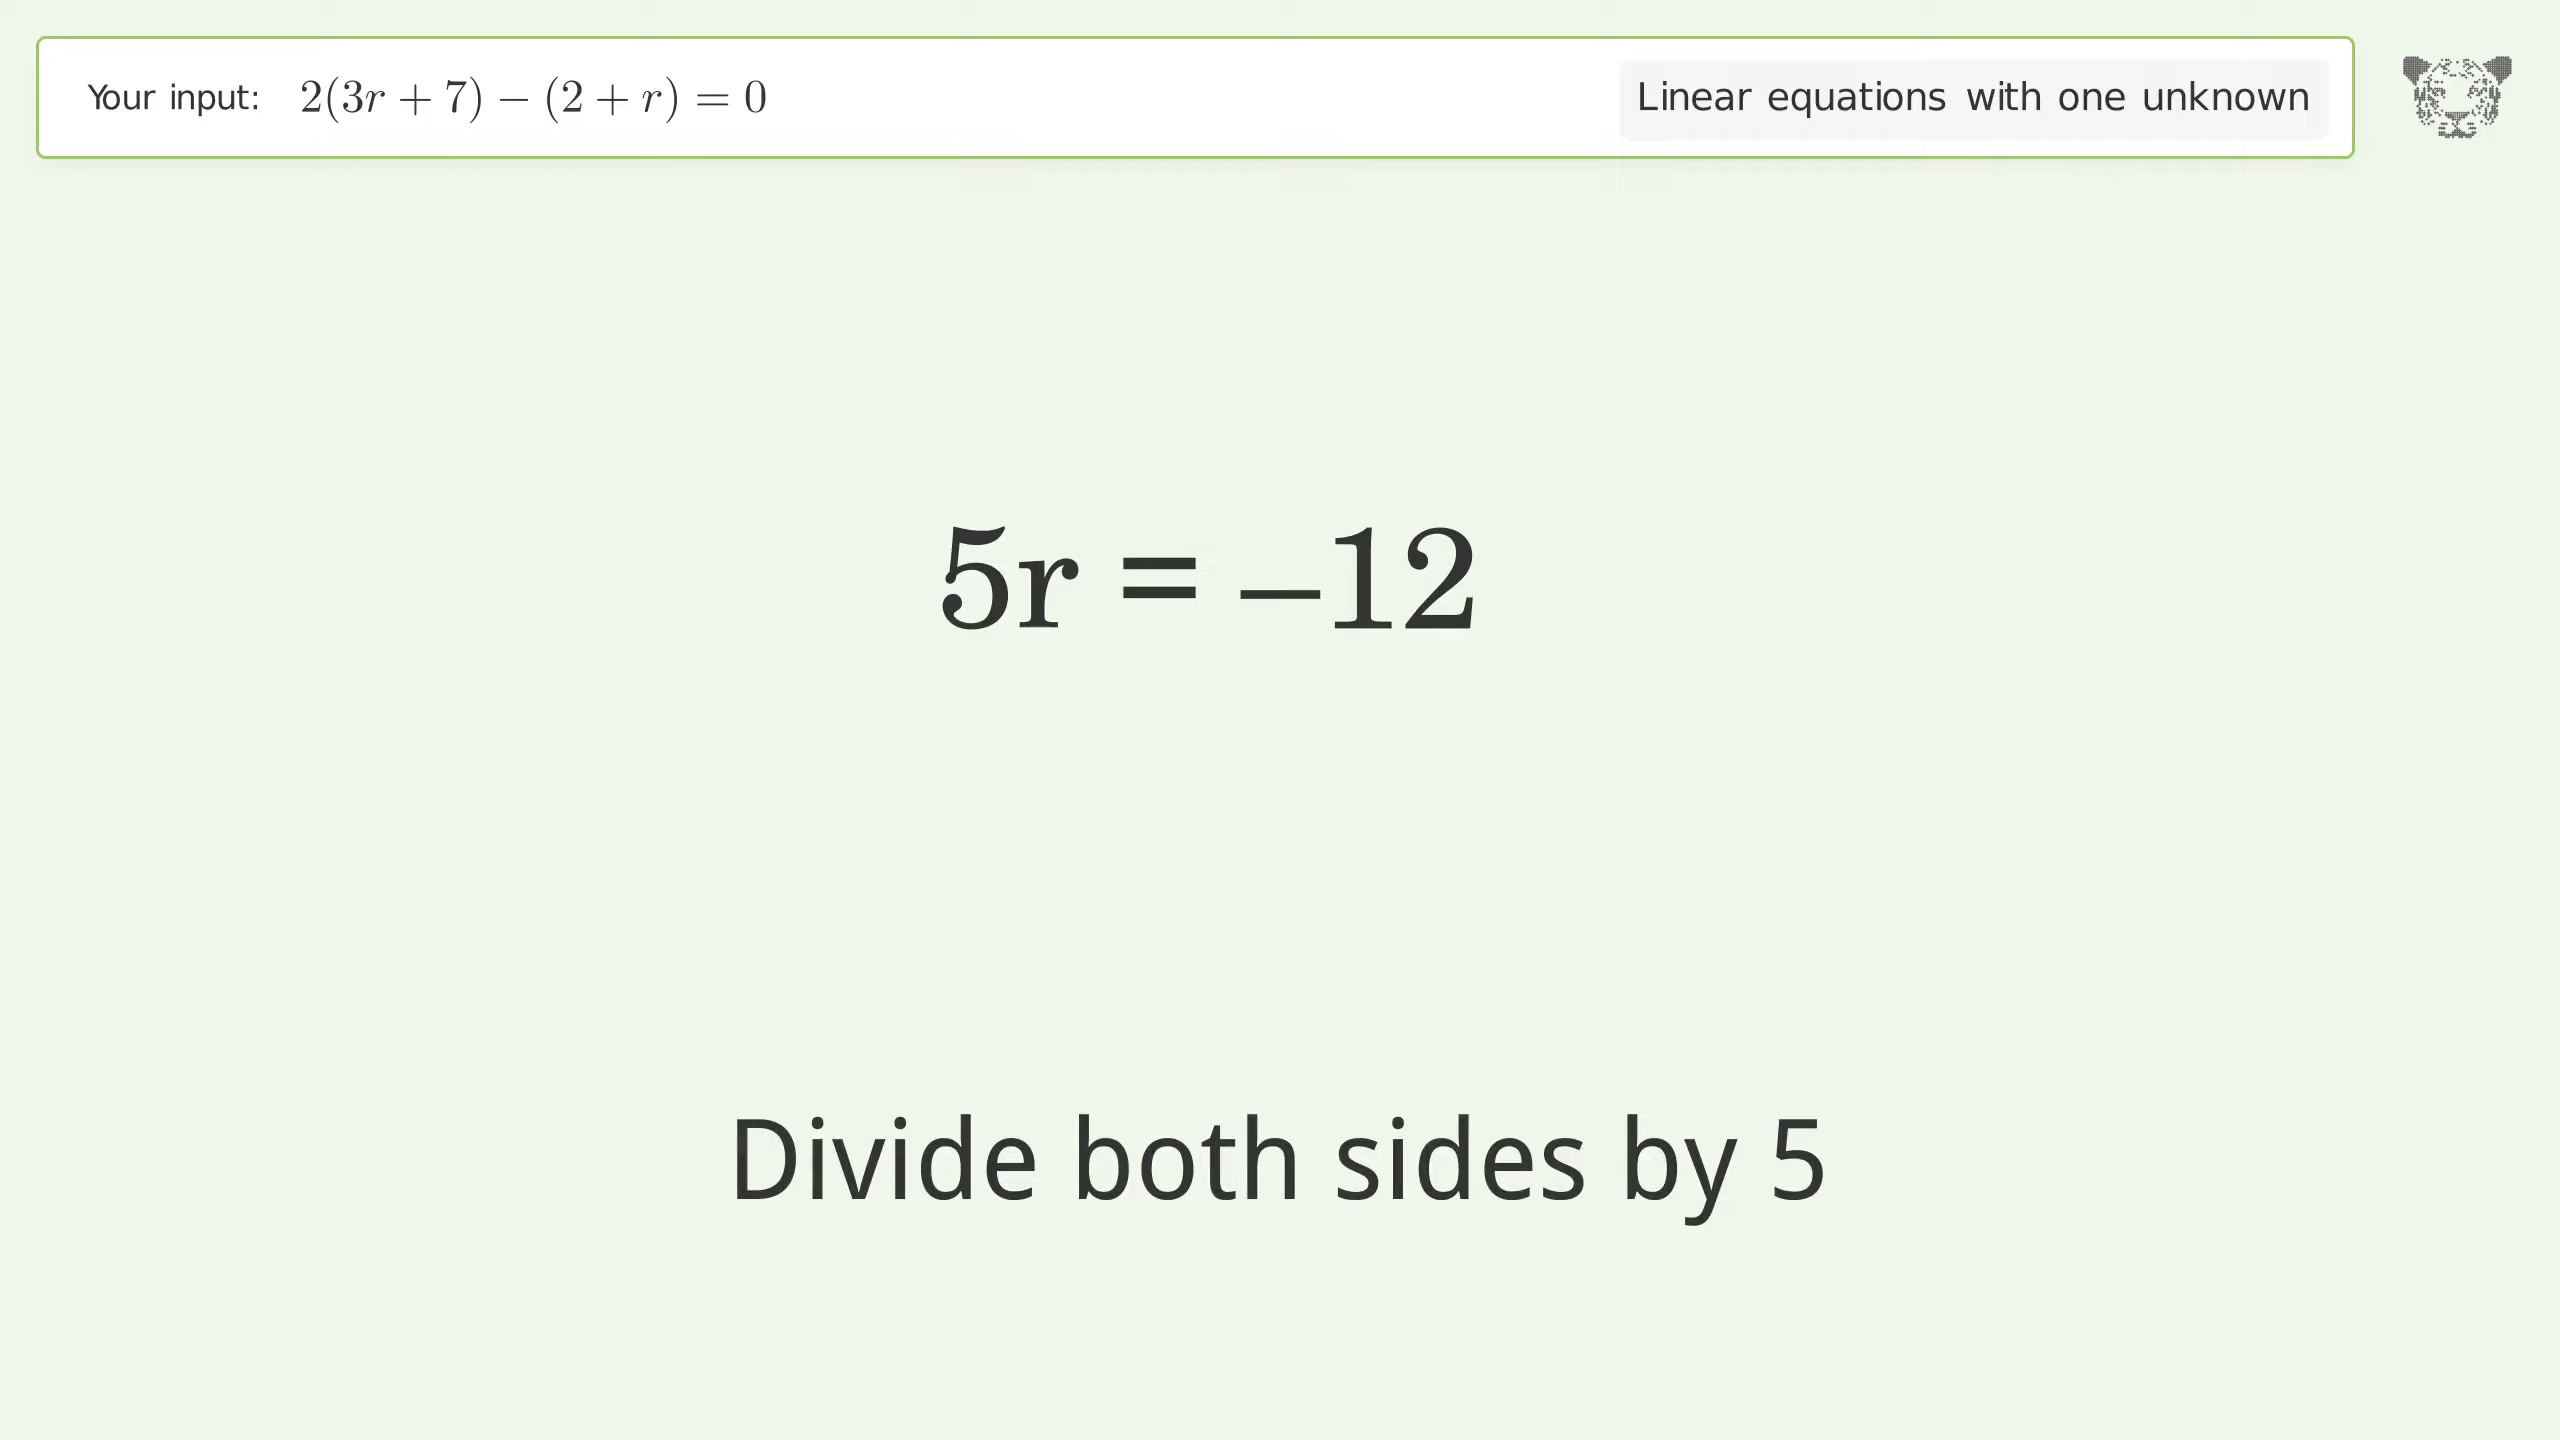 Your input: 2(3r + 7) − (2 + r) = 0 Linear equations with one unknown
5r = −12
Divide both sides by 5